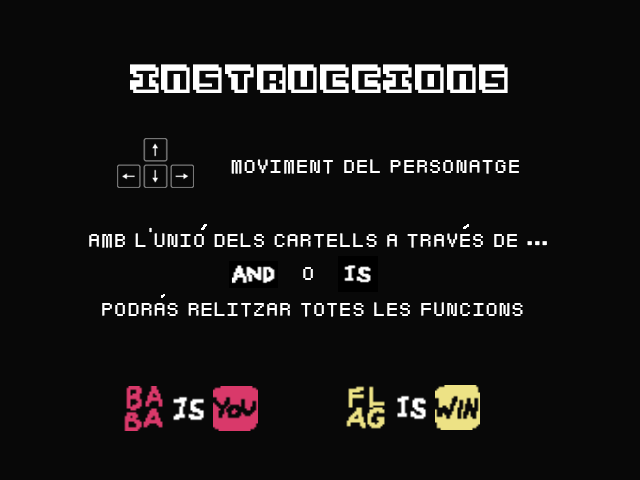 INSTRUCCIONS
↑
← ↓ →
MOVIMENT DEL PERSONATGE
AMB L'UNIÓ DELS CARTELLS A TRAVÉS DE ...
AND O IS
PODRÁS RELITZAR TOTES LES FUNCIONS
BABA IS YOU
FLAG IS WIN